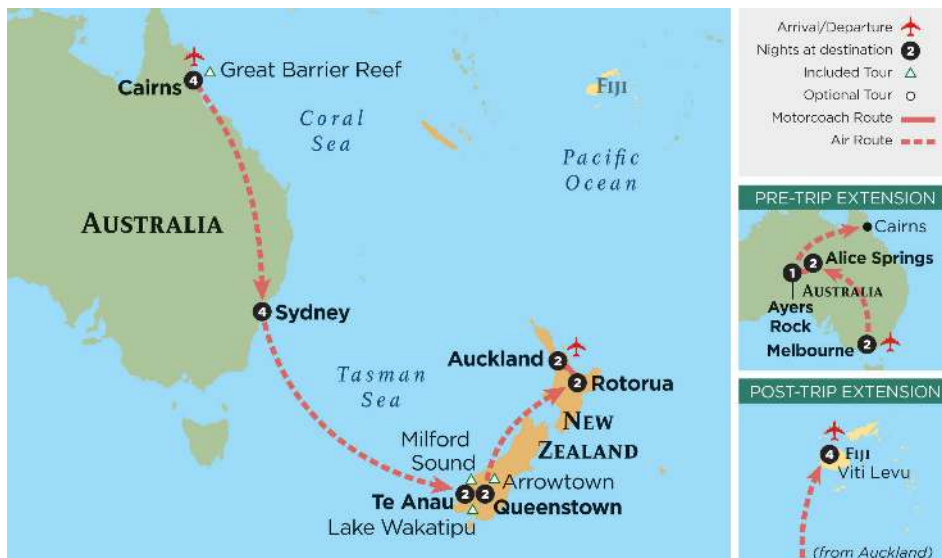 Great Barrier Reef
4
Cairns
Coral
Sea
FIJI
Pacific
Ocean
AUSTRALIA
4
Sydney
Tasman
Sea
Auckland
2
2
Rotorua
NEW
ZEALAND
Milford
Sound
Arrowtown
Te Anau
2
2
Queenstown
Lake Wakatipu
Arrival/Departure
Nights at destination 2
Included Tour
Optional Tour
Motorcoach Route
Air Route
PRE-TRIP EXTENSION
Cairns
2 Alice Springs
1
AUSTRALIA
Ayers
Rock
Melbourne 2
POST-TRIP EXTENSION
4 FIJI
Viti Levu
(from Auckland)